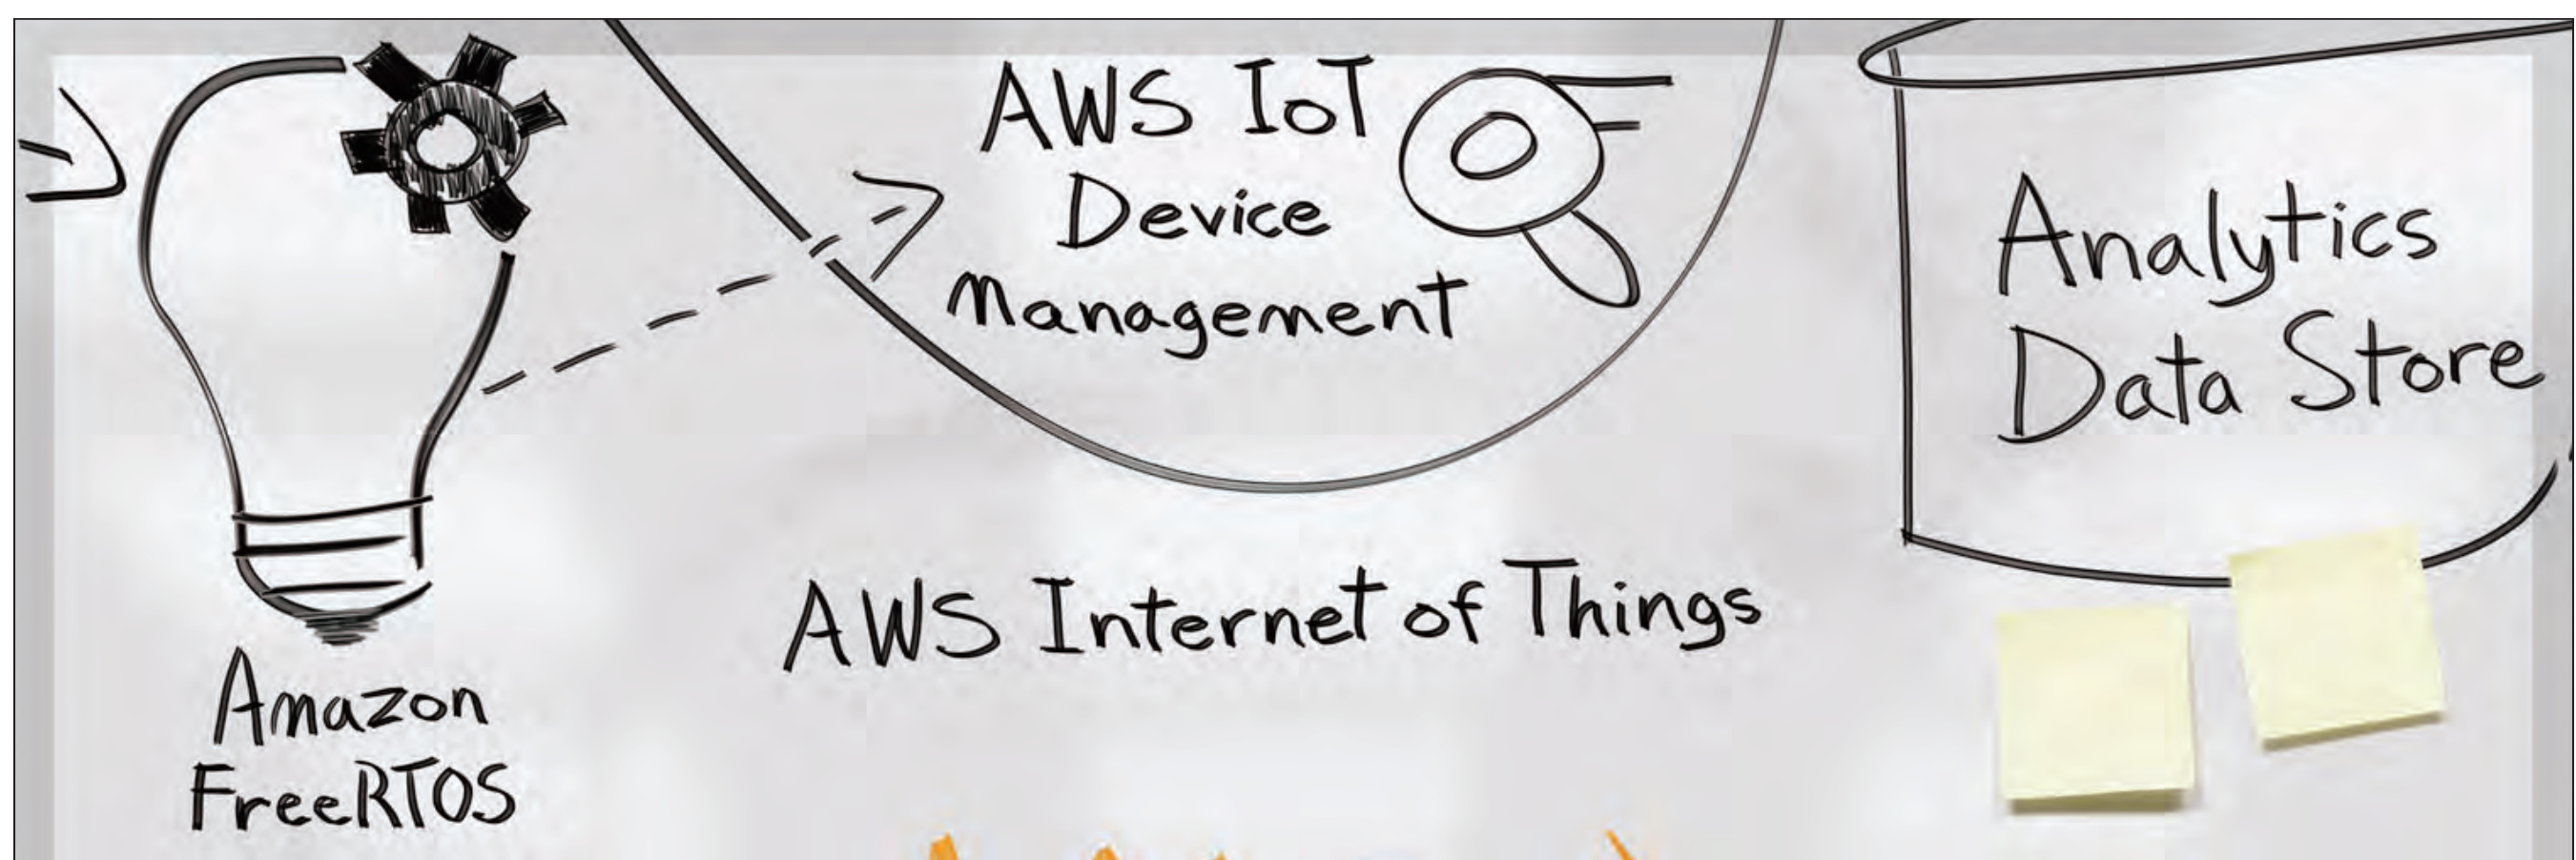 AWS IoT
Device
Management
Analytics
Data Store
AWS Internet of Things
Amazon
FreeRTOS